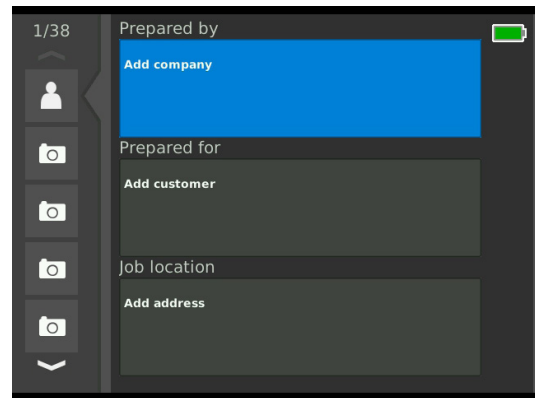 1/38
Prepared by
Add company
Prepared for
Add customer
Job location
Add address